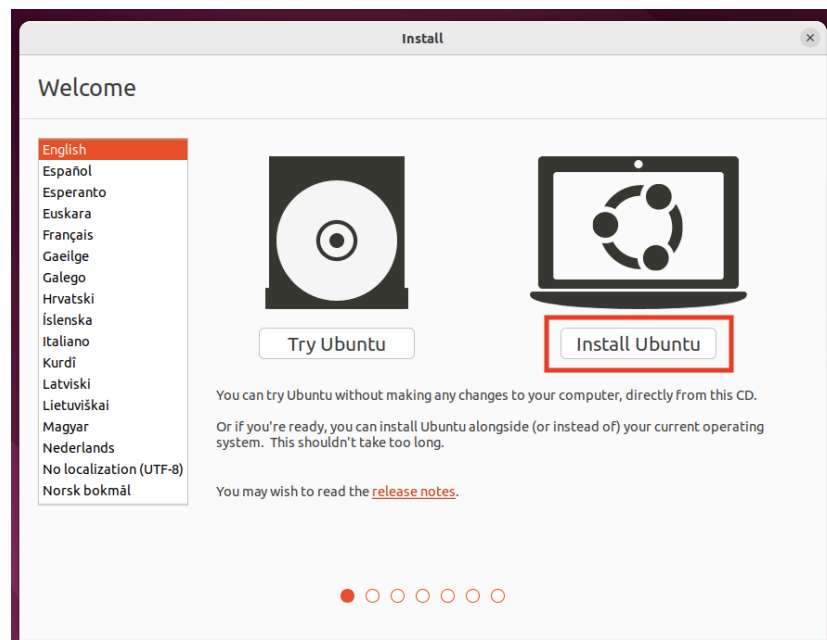 Install
Welcome
English
Español
Esperanto
Euskara
Français
Gaeilge
Galego
Hrvatski
Íslenska
Italiano
Kurdî
Latviski
Lietuviškai
Magyar
Nederlands
No localization (UTF-8)
Norsk bokmål
Try Ubuntu
Install Ubuntu
You can try Ubuntu without making any changes to your computer, directly from this CD.
Or if you're ready, you can install Ubuntu alongside (or instead of) your current operating
system. This shouldn't take too long.
You may wish to read the release notes.